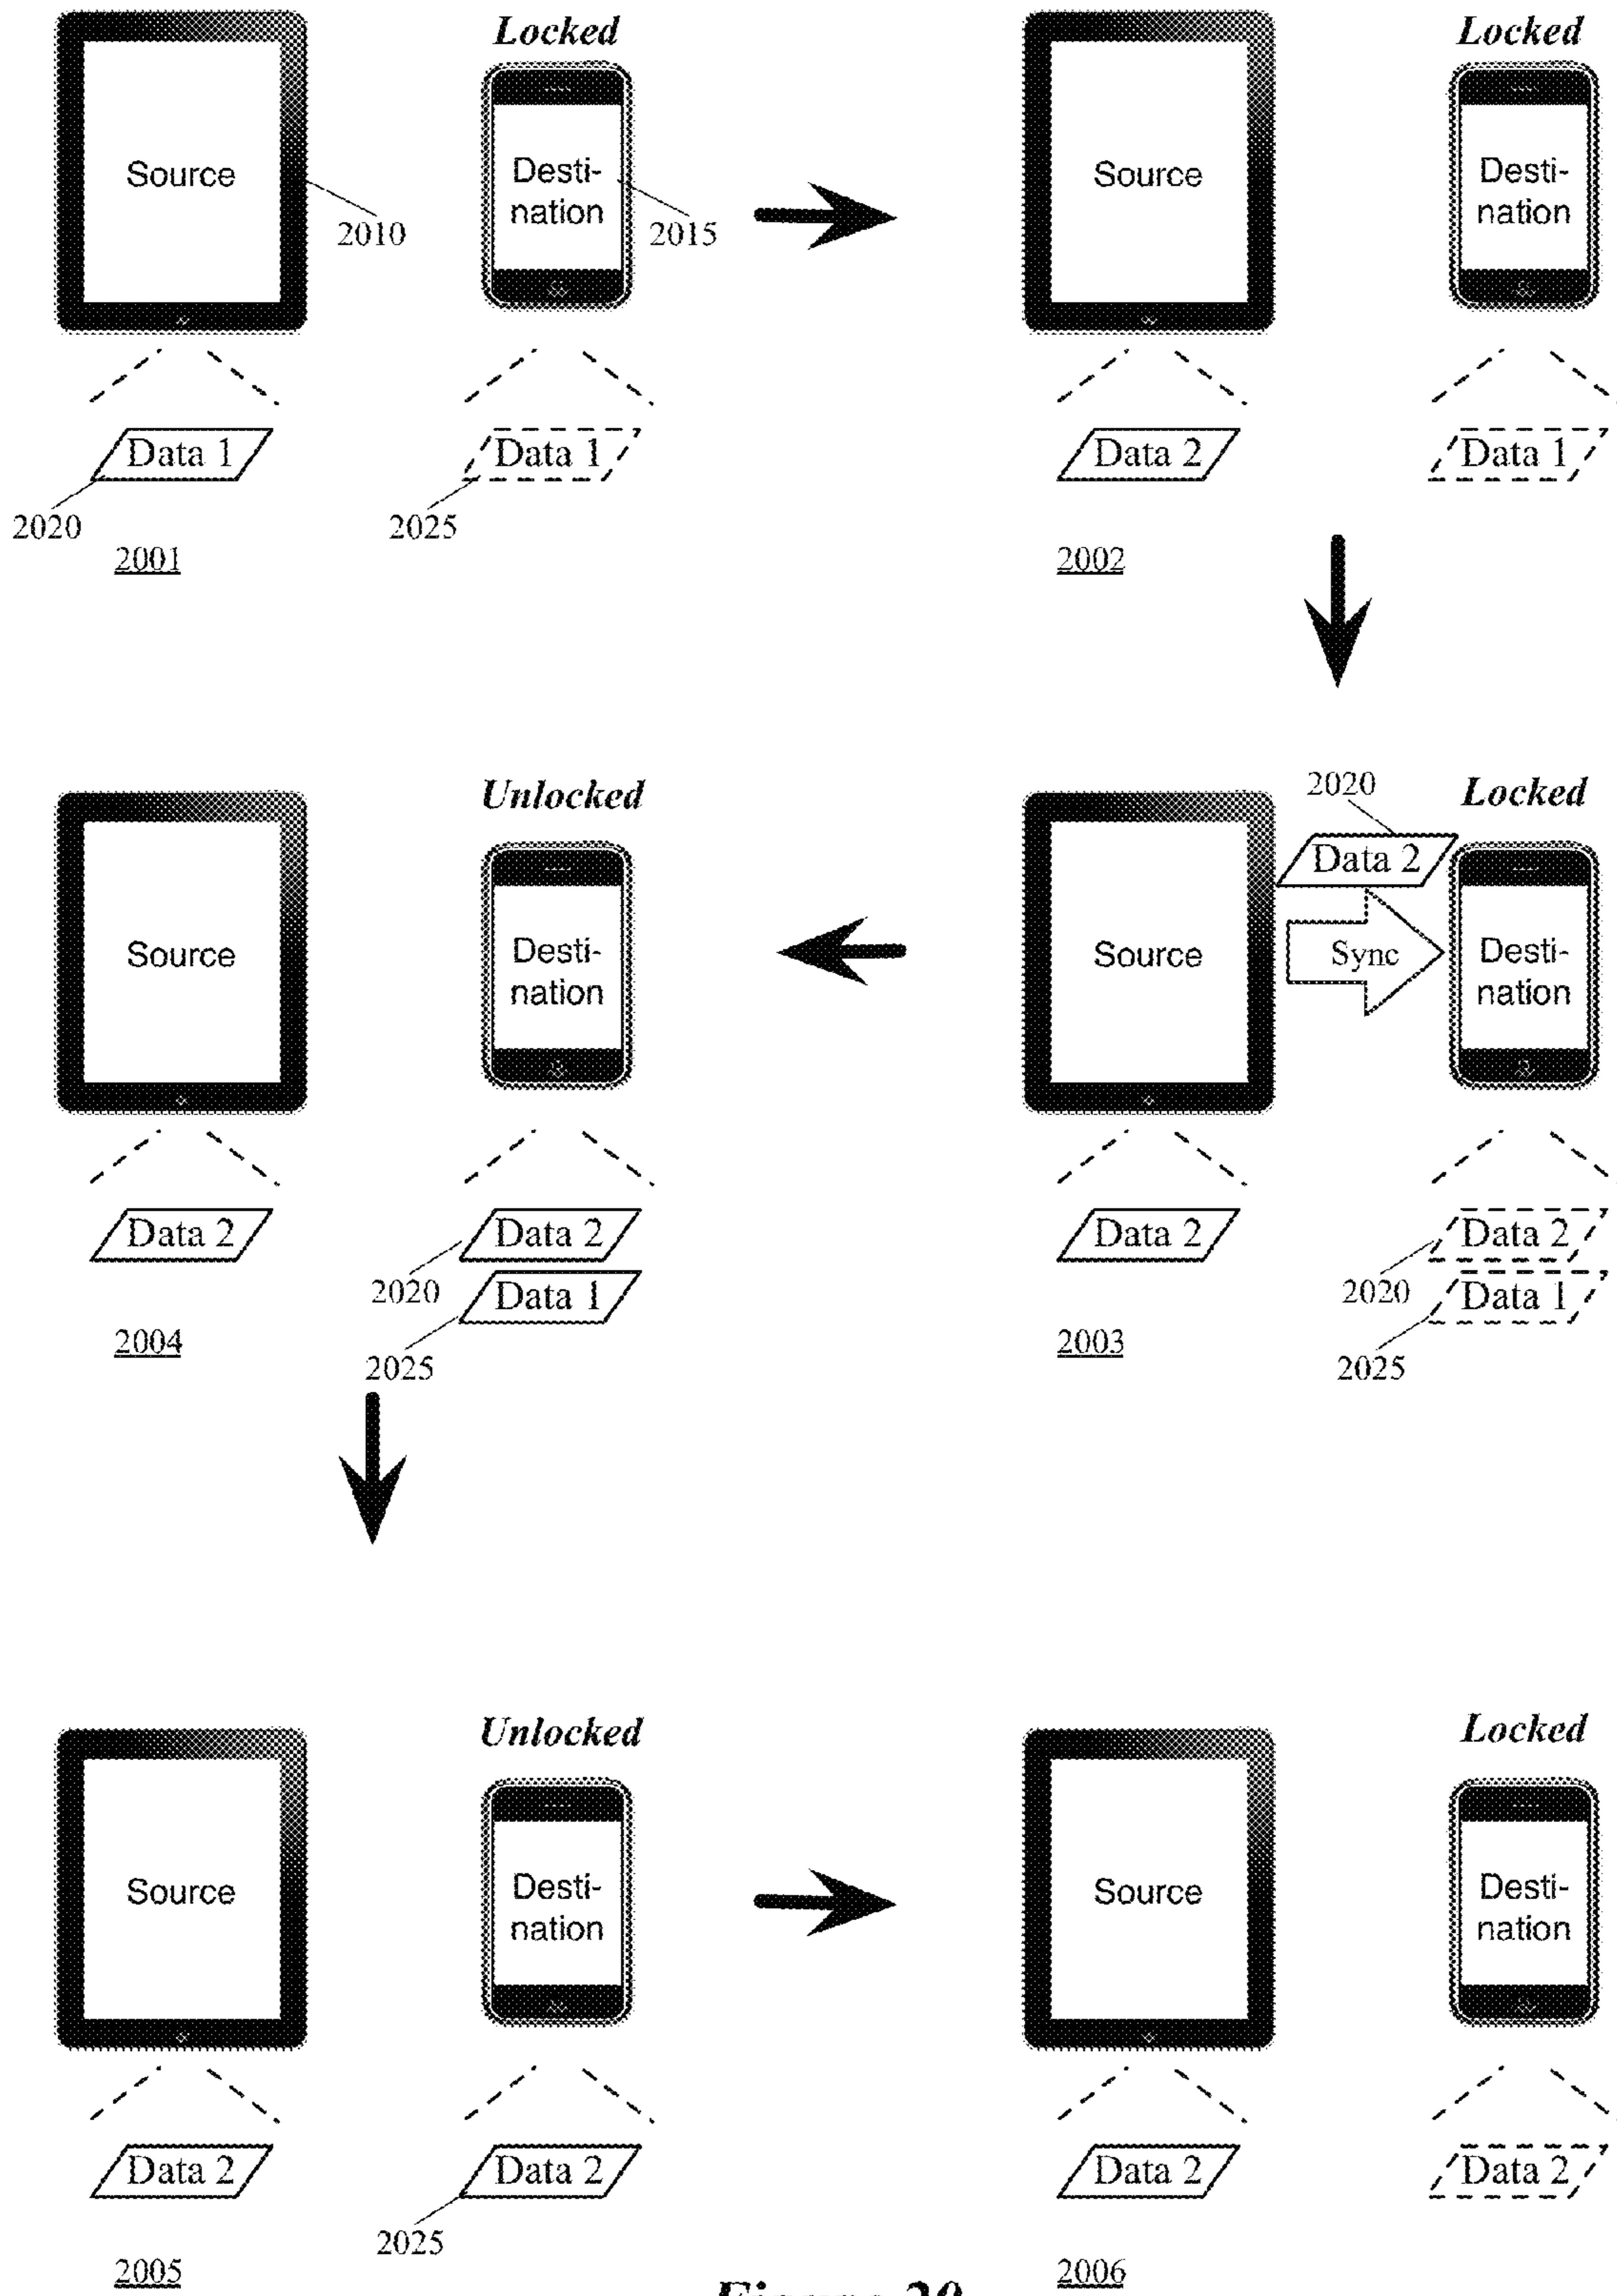 Locked
Locked
Source
Desti-
nation
2010
2015
Source
Desti-
nation
Data 1
Data 1
2020
2025
2001
Data 2
Data 1
2002
Unlocked
Source
Desti-
nation
2020
Locked
Data 2
Source
Sync
Desti-
nation
Data 2
Data 2
2020
Data 1
2004
2025
Data 2
Data 2
2020
Data 1
2003
2025
Unlocked
Source
Desti-
nation
Locked
Source
Desti-
nation
Data 2
Data 2
2025
2005
Data 2
Data 2
2006
Figure 20